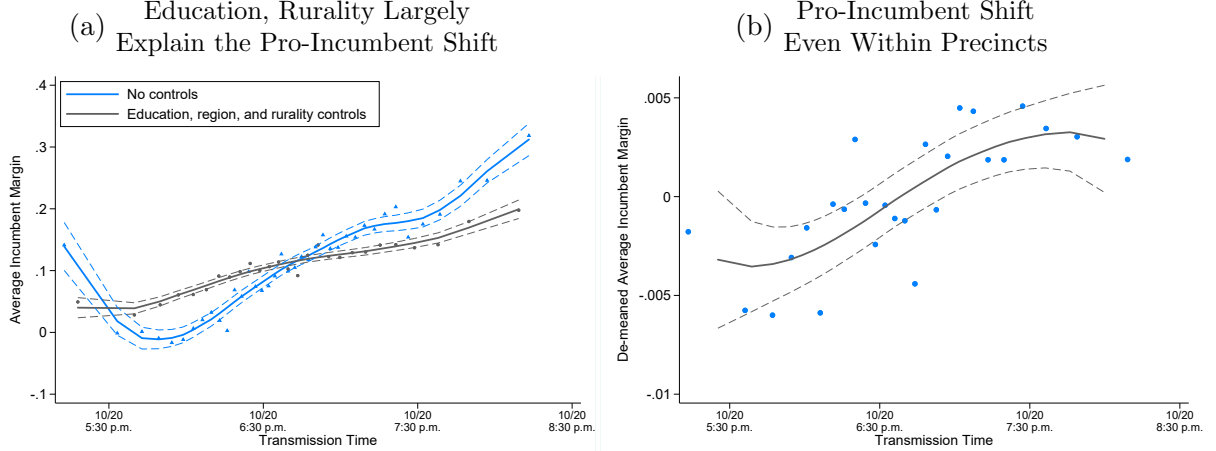 (a) Education, Rurality Largely
Explain the Pro-Incumbent Shift
Average Incumbent Margin
.4
.3
.2
.1
0
-.1
No controls
Education, region, and rurality controls
10/20 10/20 10/20 10/20
5:30 p.m. 6:30 p.m. 7:30 p.m. 8:30 p.m.
Transmission Time
(b) Pro-Incumbent Shift
Even Within Precincts
De-meaned Average Incumbent Margin
.005
0
-.005
-.01
10/20 10/20 10/20 10/20
5:30 p.m. 6:30 p.m. 7:30 p.m. 8:30 p.m.
Transmission Time